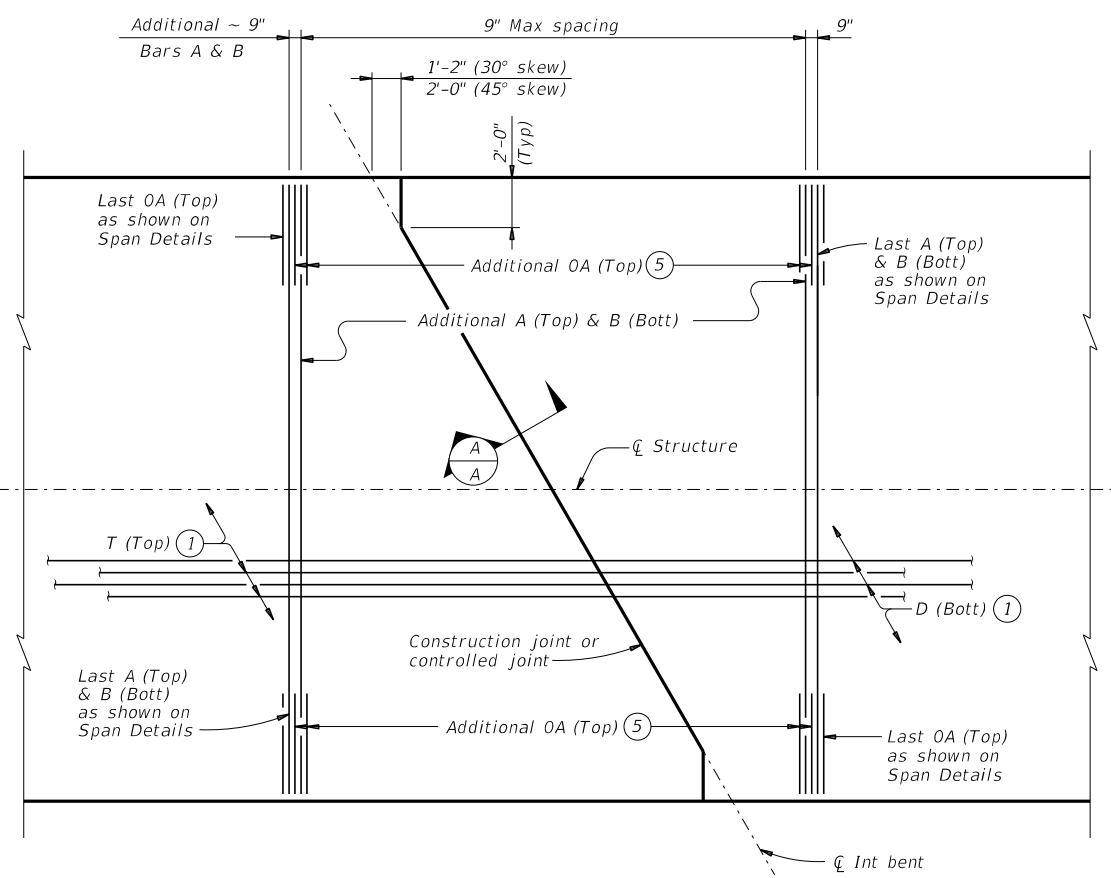 Additional ~ 9"
Bars A & B
9" Max spacing
9"
1'-2" (30° skew)
2'-0" (45° skew)
2'-0"
(Typ)
Last OA (Top)
as shown on
Span Details
Additional OA (Top) 5
Last A (Top)
& B (Bott)
as shown on
Span Details
Additional A (Top) & B (Bott)
A
A
℄ Structure
T (Top) 1
D (Bott) 1
Construction joint or
controlled joint
Last A (Top)
& B (Bott)
as shown on
Span Details
Additional OA (Top) 5
Last OA (Top)
as shown on
Span Details
℄ Int bent